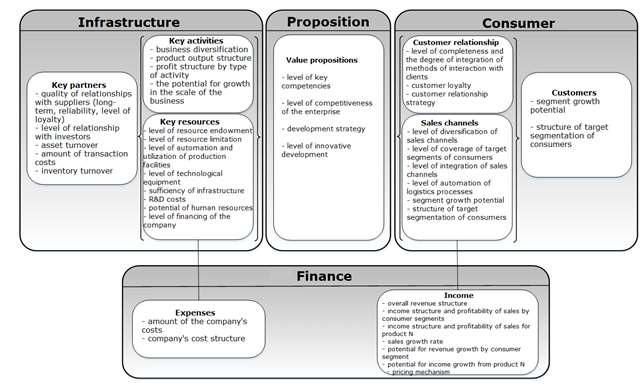 Infrastructure
Key partners
- quality of relationships
with suppliers (long-
term, reliability, level of
loyalty)
- level of relationship
with investors
- asset turnover
- amount of transaction
costs
- inventory turnover
Key activities
- business diversification
- product output structure
- profit structure by type
of activity
- the potential for growth
in the scale of the
business
Key resources
- level of resource endowment
- level of resource limitation
- level of automation and
utilization of production
facilities
- level of technological
equipment
- sufficiency of infrastructure
- R&D costs
- potential of human resources
- level of financing of the
company
Proposition
Value propositions
- level of key
competencies
- level of competitiveness
of the enterprise
- development strategy
- level of innovative
development
Consumer
Customer relationship
- level of completeness and
the degree of integration of
methods of interaction with
clients
- customer loyalty
- customer relationship
strategy
Sales channels
- level of diversification of
sales channels
- level of coverage of target
segments of consumers
- level of integration of sales
channels
- level of automation of
logistics processes
- segment growth potential
- structure of target
segmentation of consumers
Customers
- segment growth
potential
- structure of target
segmentation of
consumers
Finance
Expenses
- amount of the company's
costs
- company's cost structure
Income
- overall revenue structure
- income structure and profitability of sales by
consumer segments
- income structure and profitability of sales for
product N
- sales growth rate
- potential for revenue growth by consumer
segment
- potential for income growth from product N
- pricing mechanism